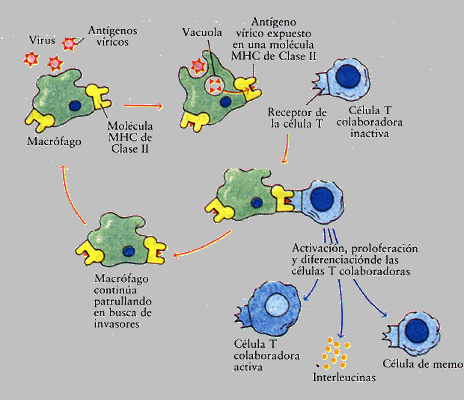 Virus
Antígenos
víricos
Macrófago
Molécula
MHC de
Clase II
Vacuola
Antígeno
vírico expuesto
en una molécula
MHC de Clase II
Receptor de
la célula T
Célula T
colaboradora
inactiva
Activación, proloferación
y diferenciónde las
células T colaboradoras
Macrófago
continúa
patrullando
en busca de
invasores
Célula T
colaboradora
activa
Interleucinas
Célula de memo